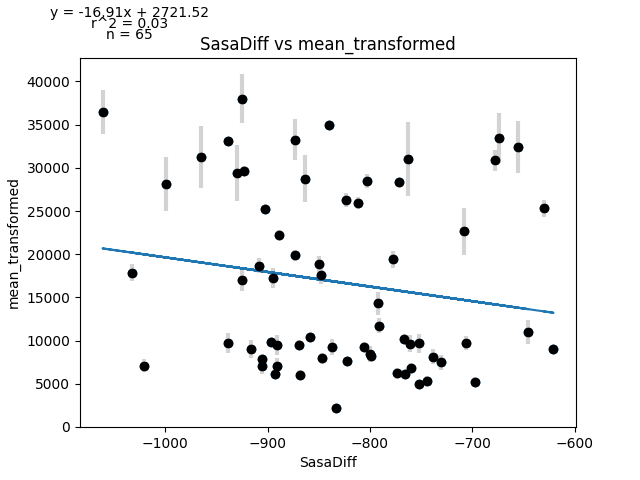 y = -16.91x + 2721.52
r^2 = 0.03
n = 65
SasaDiff vs mean_transformed
40000
35000
30000
25000
20000
15000
10000
5000
0
mean_transformed
−1000
−900
−800
−700
−600
SasaDiff